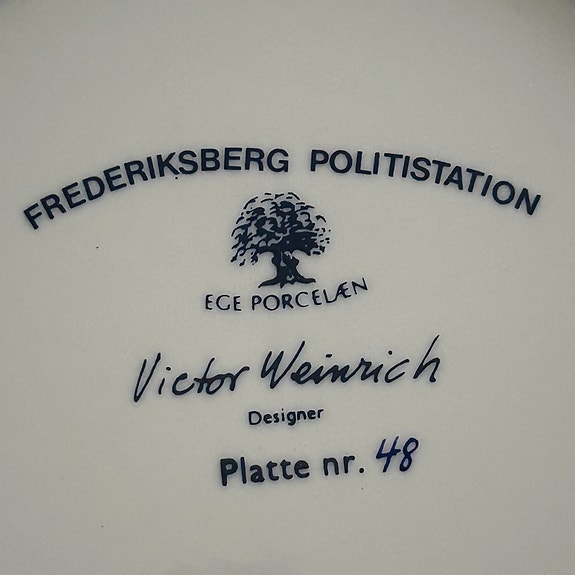 FREDERIKSBERG POLITISTATION
EGE PORCELÆN
Victor Weinrich
Designer
Platte nr. 48